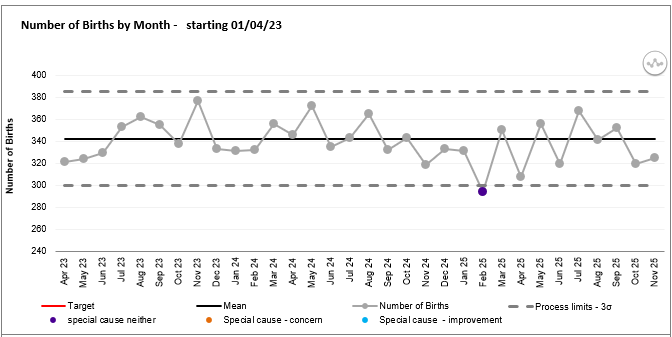 Number of Births by Month -   starting 01/04/23
400
380
360
340
320
300
280
260
240
Number of Births
Apr 23
May 23
Jun 23
Jul 23
Aug 23
Sep 23
Oct 23
Nov 23
Dec 23
Jan 24
Feb 24
Mar 24
Apr 24
May 24
Jun 24
Jul 24
Aug 24
Sep 24
Oct 24
Nov 24
Dec 24
Jan 25
Feb 25
Mar 25
Apr 25
May 25
Jun 25
Jul 25
Aug 25
Sep 25
Oct 25
Nov 25
Target Mean Number of Births Process limits - 3σ
special cause neither Special cause - concern Special cause  - improvement